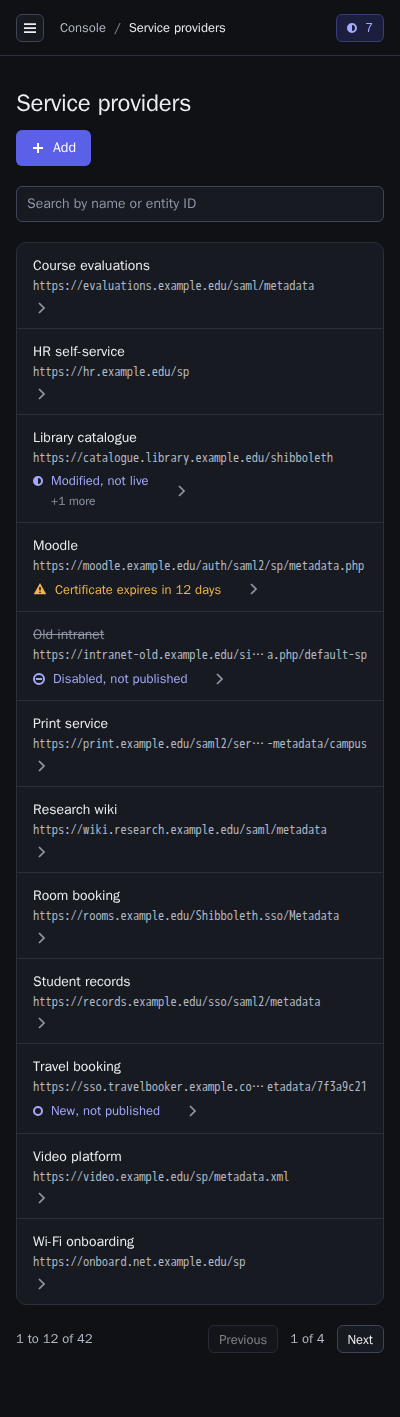 Console / Service providers
7
Service providers
Add
Search by name or entity ID
Course evaluations
https://evaluations.example.edu/saml/metadata
HR self-service
https://hr.example.edu/sp
Library catalogue
https://catalogue.library.example.edu/shibboleth
Modified, not live
+1 more
Moodle
https://moodle.example.edu/auth/saml2/sp/metadata.php
Certificate expires in 12 days
Old intranet
https://intranet-old.example.edu/si··· a.php/default-sp
Disabled, not published
Print service
https://print.example.edu/saml2/ser··· -metadata/campus
Research wiki
https://wiki.research.example.edu/saml/metadata
Room booking
https://rooms.example.edu/Shibboleth.sso/Metadata
Student records
https://records.example.edu/sso/saml2/metadata
Travel booking
https://sso.travelbooker.example.co··· etadata/7f3a9c21
New, not published
Video platform
https://video.example.edu/sp/metadata.xml
Wi-Fi onboarding
https://onboard.net.example.edu/sp
1 to 12 of 42
Previous
1 of 4
Next